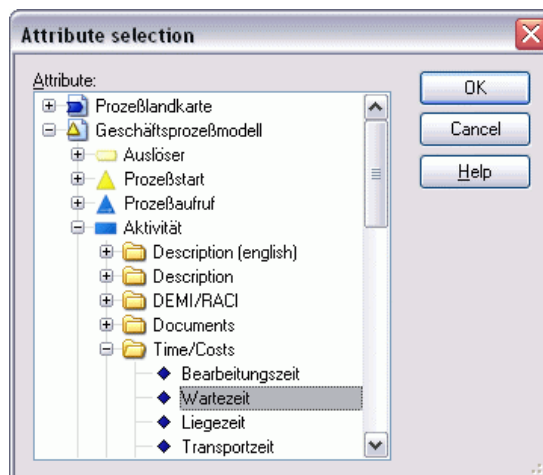 Attribute selection
Attribute:
Prozeßlandkarte
Geschäftsprozeßmodell
Auslöser
Prozeßstart
Prozeßaufruf
Aktivität
Description (english)
Description
DEMI/RACI
Documents
Time/Costs
Bearbeitungszeit
Wartezeit
Liegezeit
Transportzeit
OK
Cancel
Help